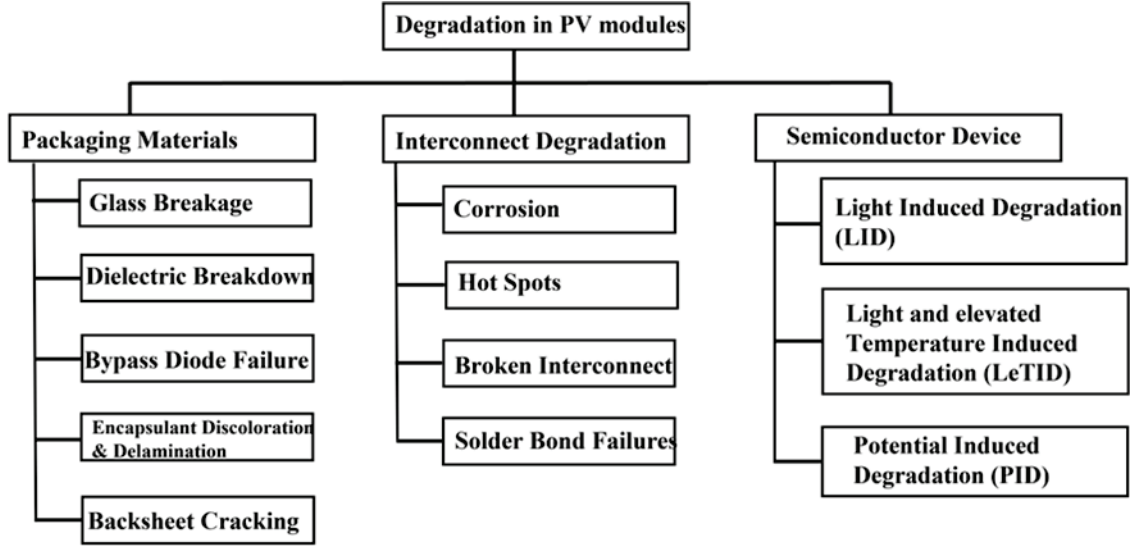 Degradation in PV modules
Packaging Materials
Glass Breakage
Dielectric Breakdown
Bypass Diode Failure
Encapsulant Discoloration
& Delamination
Backsheet Cracking
Interconnect Degradation
Corrosion
Hot Spots
Broken Interconnect
Solder Bond Failures
Semiconductor Device
Light Induced Degradation
(LID)
Light and elevated
Temperature Induced
Degradation (LeTID)
Potential Induced
Degradation (PID)